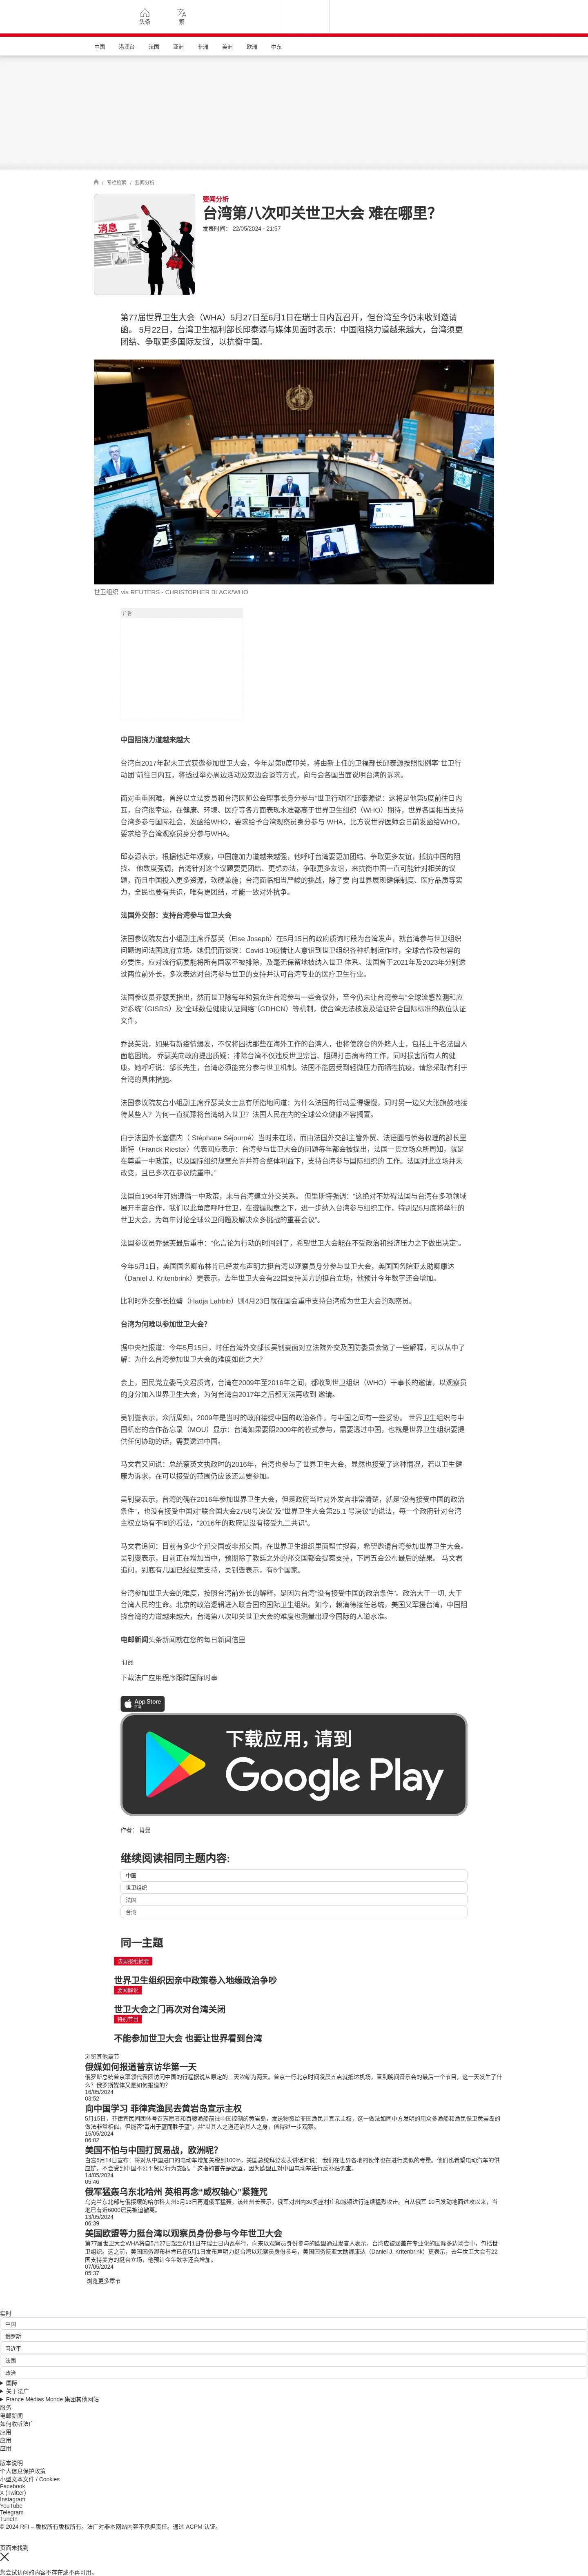 头条
繁
中国 港澳台 法国 亚洲 非洲 美洲 欧洲 中东
/ 专栏检索 / 要闻分析
消息
要闻分析
台湾第八次叩关世卫大会 难在哪里?
发表时间： 22/05/2024 - 21:57
第77届世界卫生大会（WHA）5月27日至6月1日在瑞士日内瓦召开，但台湾至今仍未收到邀请
函。 5月22日，台湾卫生福利部长邱泰源与媒体见面时表示：中国阻挠力道越来越大，台湾须更
团结、争取更多国际友谊，以抗衡中国。
世卫组织 via REUTERS - CHRISTOPHER BLACK/WHO
广告
中国阻挠力道越来越大
台湾自2017年起未正式获邀参加世卫大会，今年是第8度叩关，将由新上任的卫福部长邱泰源按照惯例率“世卫行
动团”前往日内瓦，将透过举办周边活动及双边会谈等方式，向与会各国当面说明台湾的诉求。
面对重重困难，曾经以立法委员和台湾医师公会理事长身分参与“世卫行动团”邱泰源说：这将是他第5度前往日内
瓦，台湾很幸运，在健康、环境、医疗等各方面表现水准都高于世界卫生组织（WHO）期待，世界各国相当支持
台湾多参与国际社会，发函给WHO，要求给予台湾观察员身分参与 WHA，比方说世界医师会日前发函给WHO，
要求给予台湾观察员身分参与WHA。
邱泰源表示，根据他近年观察，中国施加力道越来越强，他呼吁台湾要更加团结、争取更多友谊，抵抗中国的阻
挠。 他数度强调，台湾针对这个议题要更团结、更想办法，争取更多友谊，来抗衡中国一直可能针对相关的议
题，而且中国投入更多资源，软硬兼施；台湾面临相当严峻的挑战，除了要 向世界展现健保制度、医疗品质等实
力，全民也要有共识，唯有更团结，才能一致对外抗争。
法国外交部：支持台湾参与世卫大会
法国参议院友台小组副主席乔瑟芙（Else Joseph）在5月15日的政府质询时段为台湾发声，就台湾参与世卫组织
问题询问法国政府立场。她侃侃而谈说：Covid-19疫情让人意识到世卫组织各种机制运作时，全球合作及包容的
必要性，应对流行病要能将所有国家不被排除，及毫无保留地被纳入世卫 体系。法国曾于2021年及2023年分别透
过两位前外长，多次表达对台湾参与世卫的支持并认可台湾专业的医疗卫生行业。
法国参议员乔瑟芙指出，然而世卫除每年勉强允许台湾参与一些会议外，至今仍未让台湾参与“全球流感监测和应
对系统”（GISRS）及“全球数位健康认证网络”（GDHCN）等机制，使台湾无法核发及验证符合国际标准的数位认证
文件。
乔瑟芙说，如果有新疫情爆发，不仅将困扰那些在海外工作的台湾人，也将使旅台的外籍人士，包括上千名法国人
面临困境。 乔瑟芙向政府提出质疑：排除台湾不仅违反世卫宗旨、阻碍打击病毒的工作，同时损害所有人的健
康。她呼吁说：部长先生，台湾必须能充分参与世卫机制。法国不能因受到轻微压力而牺牲抗疫，请您采取有利于
台湾的具体措施。
法国参议院友台小组副主席乔瑟芙女士意有所指地问道：为什么法国的行动显得缓慢，同时另一边又大张旗鼓地接
待某些人？为何一直犹豫将台湾纳入世卫？法国人民在内的全球公众健康不容搁置。
由于法国外长塞儒内（ Stéphane Séjourné）当时未在场，而由法国外交部主管外贸、法语圈与侨务权理的部长里
斯特（Franck Riester）代表回应表示：台湾参与世卫大会的问题每年都会被提出，法国一贯立场众所周知，就是
在尊重一中政策，以及国际组织规章允许并符合整体利益下，支持台湾参与国际组织的 工作。法国对此立场并未
改变，且已多次在参议院重申。”
法国自1964年开始遵循一中政策，未与台湾建立外交关系。 但里斯特强调：“这绝对不妨碍法国与台湾在多项领域
展开丰富合作，我们以此角度呼吁世卫，在遵循规章之下，进一步纳入台湾参与组织工作，特别是5月底将举行的
世卫大会，为每年讨论全球公卫问题及解决众多挑战的重要会议”。
法国参议员乔瑟芙最后重申：“化言论为行动的时间到了，希望世卫大会能在不受政治和经济压力之下做出决定”。
今年5月1日，美国国务卿布林肯已经发布声明力挺台湾以观察员身分参与世卫大会，美国国务院亚太助卿康达
（Daniel J. Kritenbrink）更表示，去年世卫大会有22国支持美方的挺台立场，他预计今年数字还会增加。
比利时外交部长拉碧（Hadja Lahbib）则4月23日就在国会重申支持台湾成为世卫大会的观察员。
台湾为何难以参加世卫大会?
据中央社报道：今年5月15日，时任台湾外交部长吴钊燮面对立法院外交及国防委员会做了一些解释，可以从中了
解：为什么台湾参加世卫大会的难度如此之大？
会上，国民党立委马文君质询，台湾在2009年至2016年之间，都收到世卫组织（WHO）干事长的邀请，以观察员
的身分加入世界卫生大会，为何台湾自2017年之后都无法再收到 邀请。
吴钊燮表示，众所周知，2009年是当时的政府接受中国的政治条件，与中国之间有一些妥协。 世界卫生组织与中
国机密的合作备忘录（MOU）显示：台湾如果要照2009年的模式参与，需要透过中国，也就是世界卫生组织要提
供任何协助的话，需要透过中国。
马文君又问说：总统蔡英文执政时的2016年，台湾也参与了世界卫生大会，显然也接受了这种情况，若以卫生健
康为诉求，在可以接受的范围仍应该还是要参加。
吴钊燮表示，台湾的确在2016年参加世界卫生大会，但是政府当时对外发言非常清楚，就是“没有接受中国的政治
条件”，也没有接受中国对“联合国大会2758号决议”及“世界卫生大会第25.1 号决议”的说法，每一个政府针对台湾
主权立场有不同的看法，“2016年的政府是没有接受九二共识”。
马文君追问：目前有多少个邦交国或非邦交国，在世界卫生组织里面帮忙提案，希望邀请台湾参加世界卫生大会。
吴钊燮表示，目前正在增加当中，预期除了教廷之外的邦交国都会提案支持，下周五会公布最后的结果。 马文君
追问，到底有几国已经提案支持，吴钊燮表示，有6个国家。
台湾参加世卫大会的难度，按照台湾前外长的解释，是因为台湾“没有接受中国的政治条件”。政治大于一切, 大于
台湾人民的生命。北京的政治逻辑进入联合国的国际卫生组织。如今，赖清德接任总统，美国又军援台湾，中国阻
挠台湾的力道越来越大，台湾第八次叩关世卫大会的难度也测量出现今国际的人道水准。
电邮新闻头条新闻就在您的每日新闻信里
订阅
下载法广应用程序跟踪国际时事
App Store
下载
下载应用，请到
Google Play
作者： 肖曼
继续阅读相同主题内容:
中国
世卫组织
法国
台湾
同一主题
法国报纸摘要
世界卫生组织因亲中政策卷入地缘政治争吵
要闻解说
世卫大会之门再次对台湾关闭
特别节目
不能参加世卫大会 也要让世界看到台湾
浏览其他章节
俄媒如何报道普京访华第一天
俄罗斯总统普京率领代表团访问中国的行程据说从原定的三天浓缩为两天。普京一行北京时间凌晨五点就抵达机场，直到晚间音乐会的最后一个节目，这一天发生了什
么？俄罗斯媒体又是如何报道的？
16/05/2024
03:52
向中国学习 菲律宾渔民去黄岩岛宣示主权
5月15日，菲律宾民间团体号召志愿者和百艘渔船前往中国控制的黄岩岛，发送物资给菲国渔民并宣示主权，这一做法如同中方发明的用众多渔船和渔民保卫黄岩岛的
做法非常相似，但能否“青出于蓝而胜于蓝”，并“以其人之道还治其人之身，值得进一步观察。
15/05/2024
06:02
美国不怕与中国打贸易战，欧洲呢?
白宫5月14日宣布：将对从中国进口的电动车增加关税到100%。美国总统拜登发表讲话时说：“我们在世界各地的伙伴也在进行类似的考量。他们也希望电动汽车的供
应链，不会受到中国不公平贸易行为支配。” 这指的首先是欧盟，因为欧盟正对中国电动车进行反补贴调查。
14/05/2024
05:46
俄军猛轰乌东北哈州 英相再念“威权轴心”紧箍咒
乌克兰东北部与俄接壤的哈尔科夫州5月13日再遭俄军猛轰，该州州长表示，俄军对州内30多座村庄和城镇进行连续猛烈攻击。自从俄军 10日发动地面进攻以来，当
地已有近6000居民被迫撤离。
13/05/2024
06:39
美国欧盟等力挺台湾以观察员身份参与今年世卫大会
第77届世卫大会WHA将自5月27日起至6月1日在瑞士日内瓦举行。向来以观察员身份参与的欧盟通过发言人表示，台湾应被涵盖在专业化的国际多边场合中，包括世
卫组织。这之前，美国国务卿布林肯已在5月1日发布声明力挺台湾以观察员身份参与，美国国务院亚太助卿康达（Daniel J. Kritenbrink）更表示，去年世卫大会有22
国支持美方的挺台立场，他预计今年数字还会增加。
07/05/2024
05:37
浏览更多章节
实时
中国
俄罗斯
习近平
法国
政治
国际
关于法广
France Médias Monde 集团其他网站
服务
电邮新闻
如何收听法广
应用
应用
应用
版本说明
个人信息保护政策
小型文本文件 / Cookies
Facebook
X (Twitter)
Instagram
YouTube
Telegram
TuneIn
© 2024 RFI – 版权所有版权所有。法广对非本网站内容不承担责任。通过 ACPM 认证。
页面未找到
您尝试访问的内容不存在或不再可用。